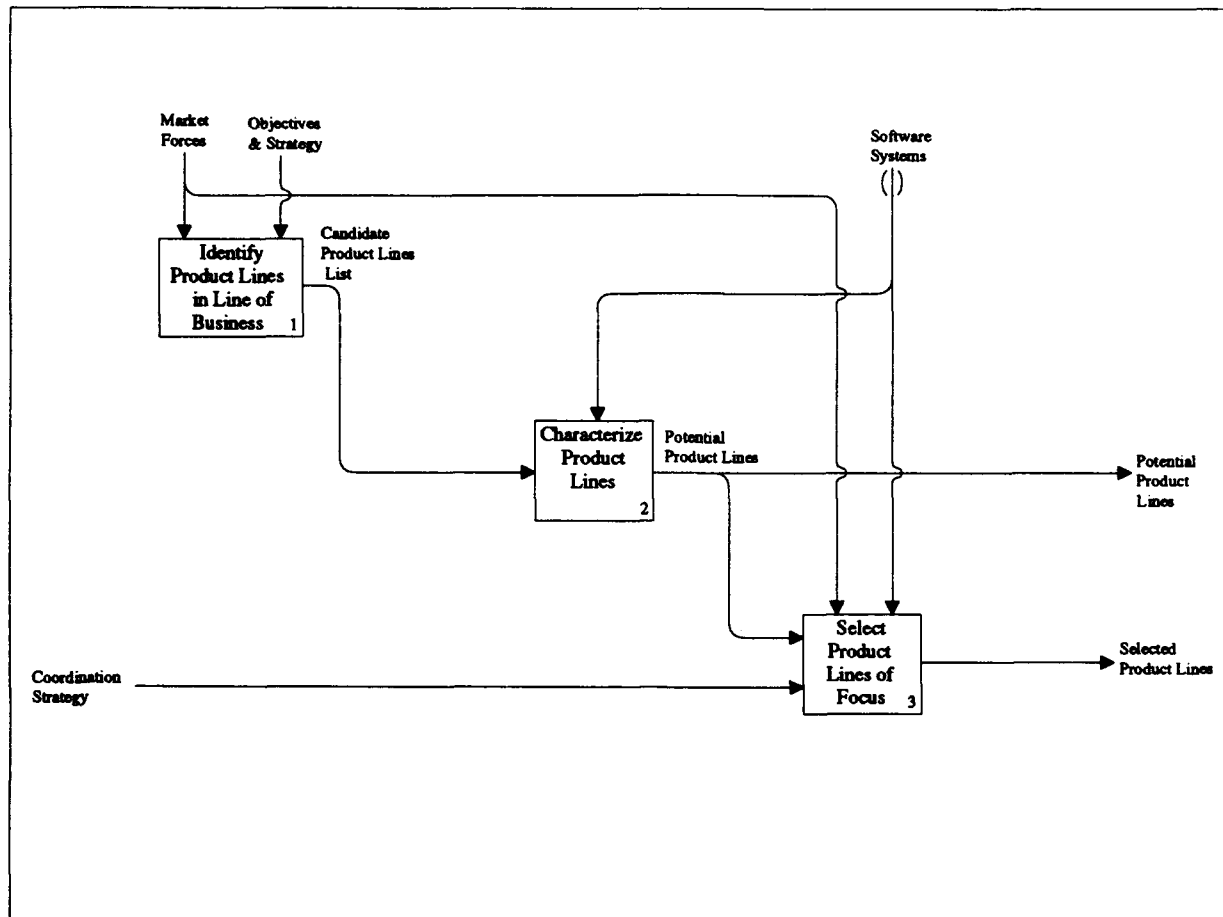 Market
Forces
Objectives
& Strategy
Software
Systems
( )
Identify
Product Lines
in Line of
Business
1
Candidate
Product Lines
List
Characterize
Product
Lines
2
Potential
Product Lines
Potential
Product
Lines
Select
Product
Lines of
Focus
3
Selected
Product Lines
Coordination
Strategy